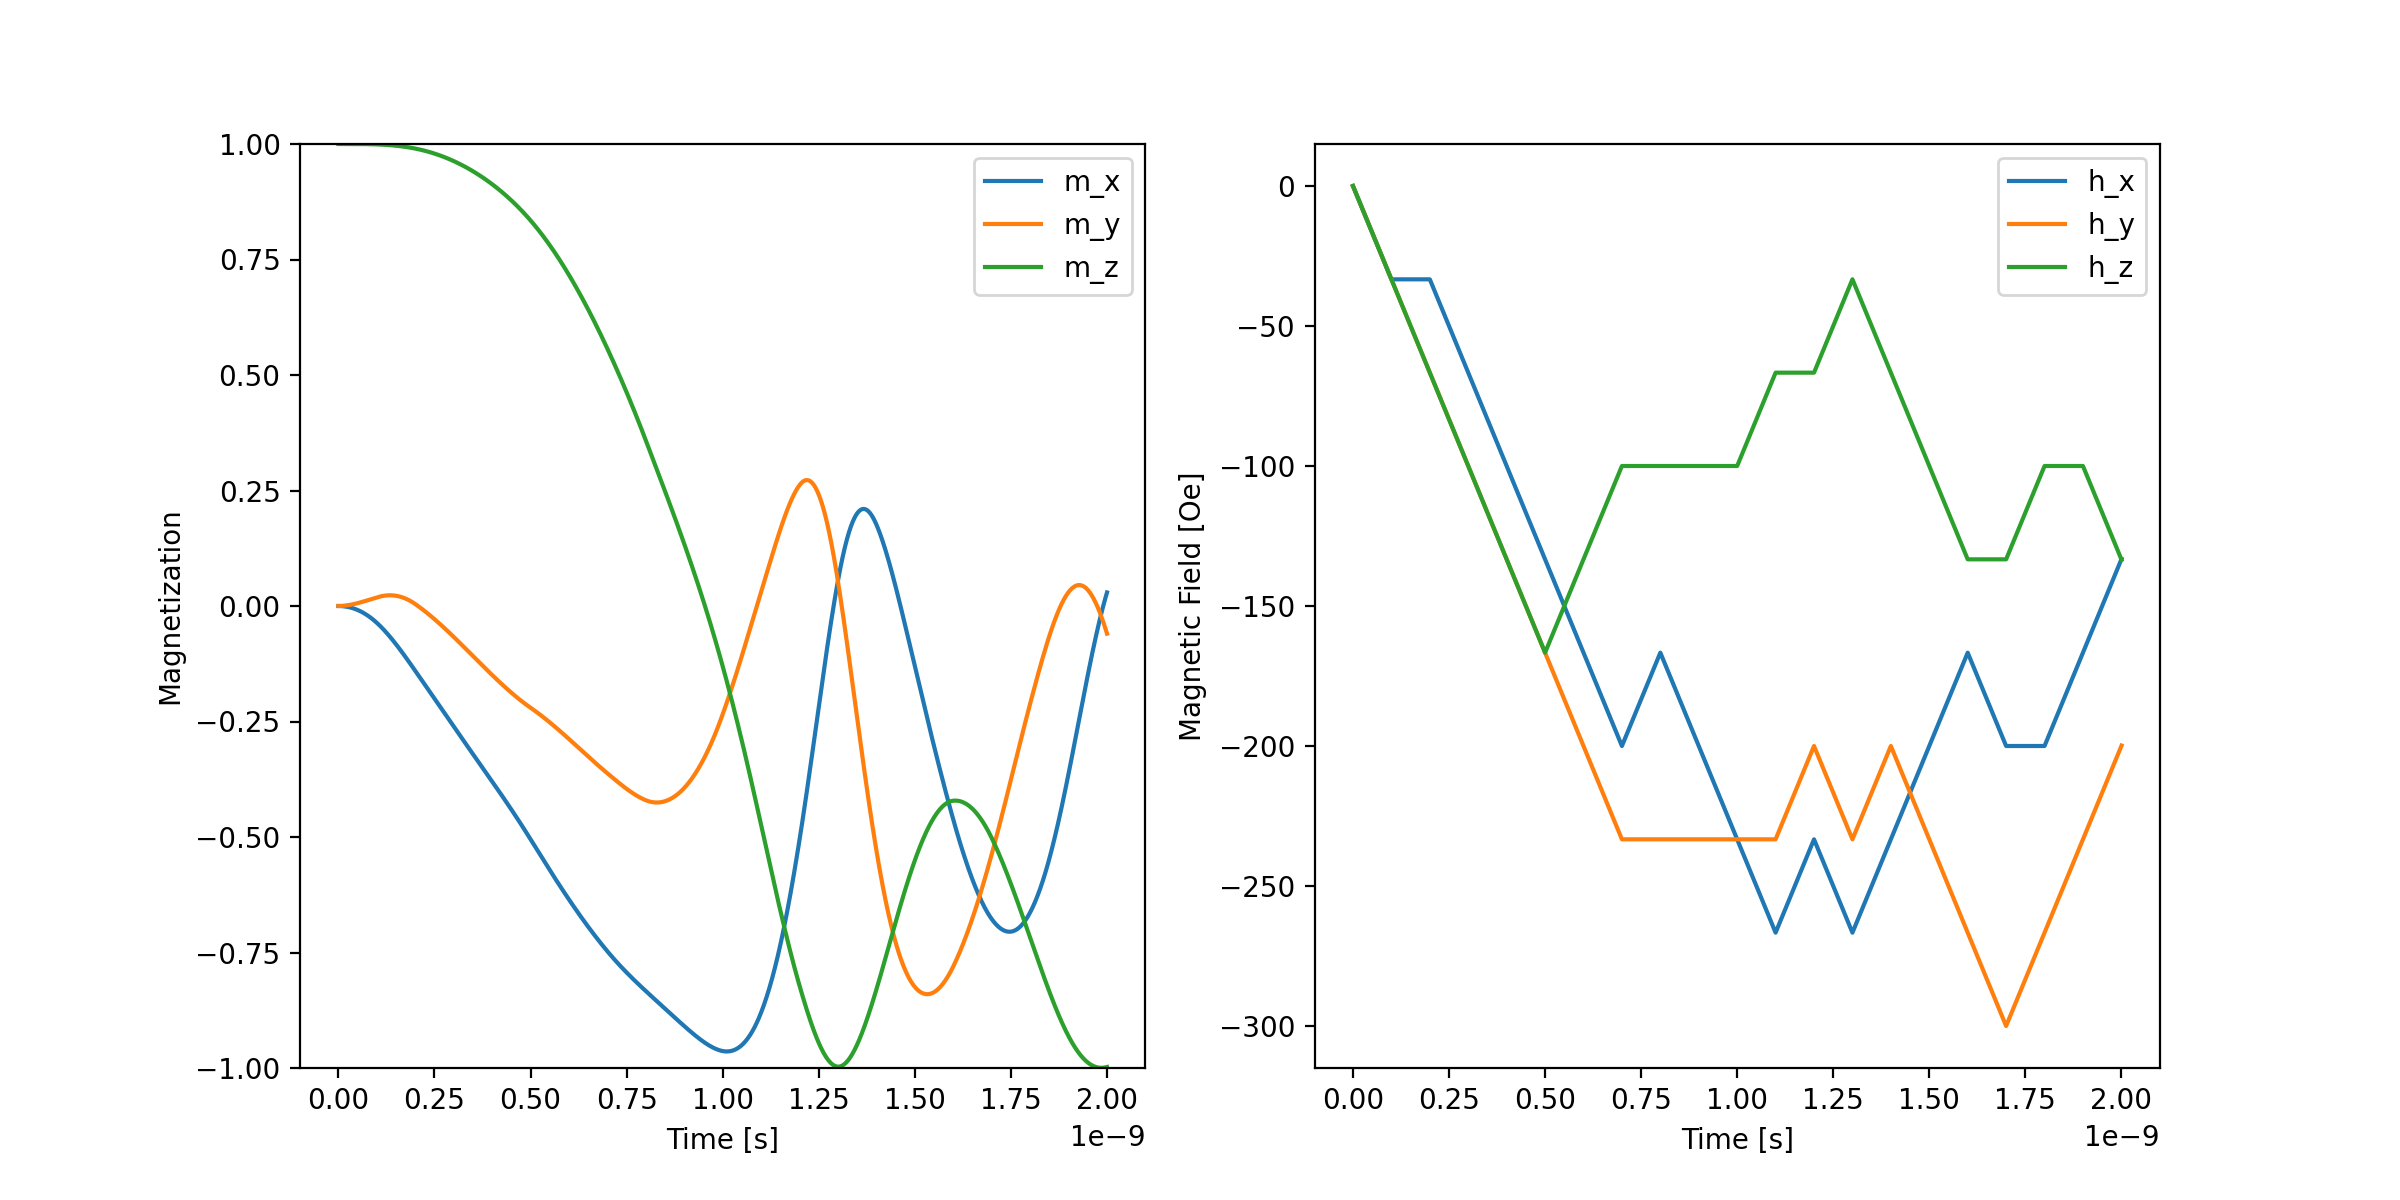 1.00
0.75
0.50
0.25
0.00
−0.25
−0.50
−0.75
−1.00
Magnetization
m_x
m_y
m_z
0.00 0.25 0.50 0.75 1.00 1.25 1.50 1.75 2.00
Time [s]
1e−9
0
−50
−100
−150
−200
−250
−300
Magnetic Field [Oe]
h_x
h_y
h_z
0.00 0.25 0.50 0.75 1.00 1.25 1.50 1.75 2.00
Time [s]
1e−9